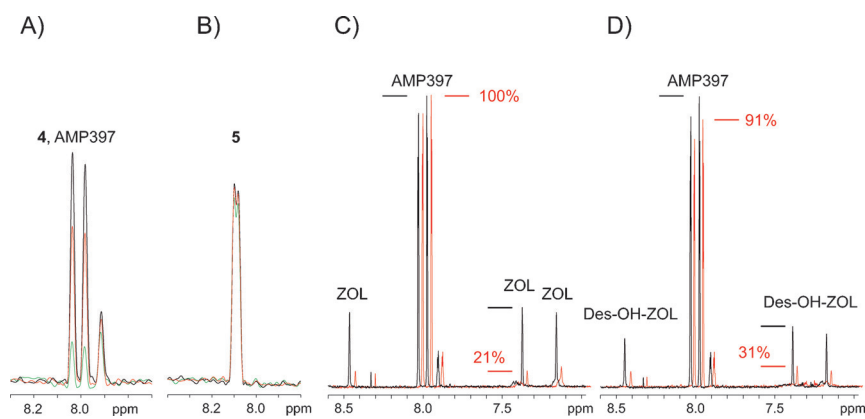 A)
B)
C)
D)
4, AMP397
5
AMP397
100%
ZOL
ZOL
ZOL
21%
AMP397
91%
Des-OH-ZOL
Des-OH-ZOL
31%
8.2 8.0 ppm
8.2 8.0 ppm
8.5 8.0 7.5 ppm
8.5 8.0 7.5 ppm